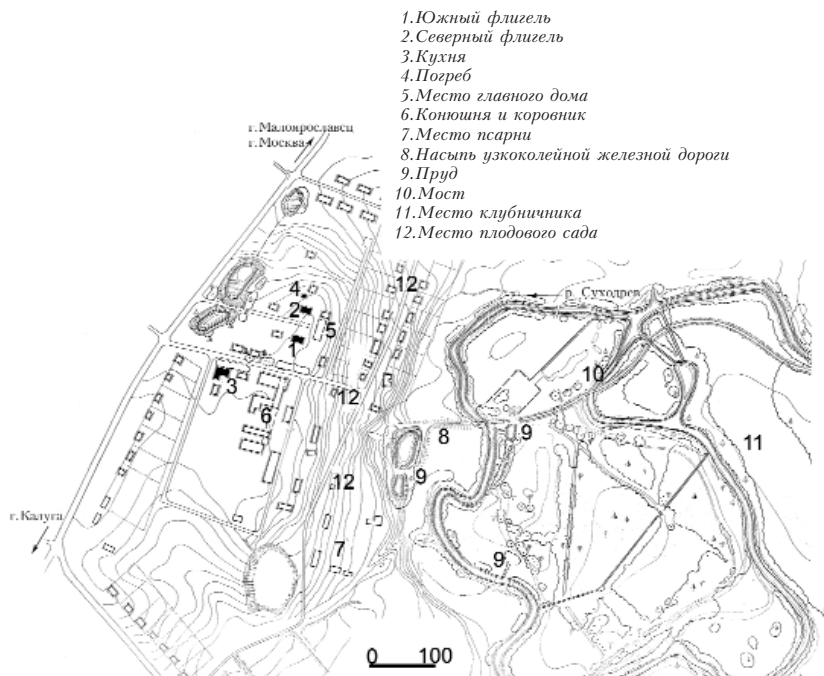 1.Южный флигель
2.Северный флигель
3.Кухня
4.Погреб
5.Место главного дома
6.Конюшня и коровник
7.Место псарни
8.Насыпь узкоколейной железной дороги
9.Пруд
10.Мост
11.Место клубничника
12.Место плодового сада
г.Малоярославец
г.Москва
р. Суходрев
12
4
2
5
1
10
3
12
6
8
9
11
9
12
7
9
г.Калуга
0 100